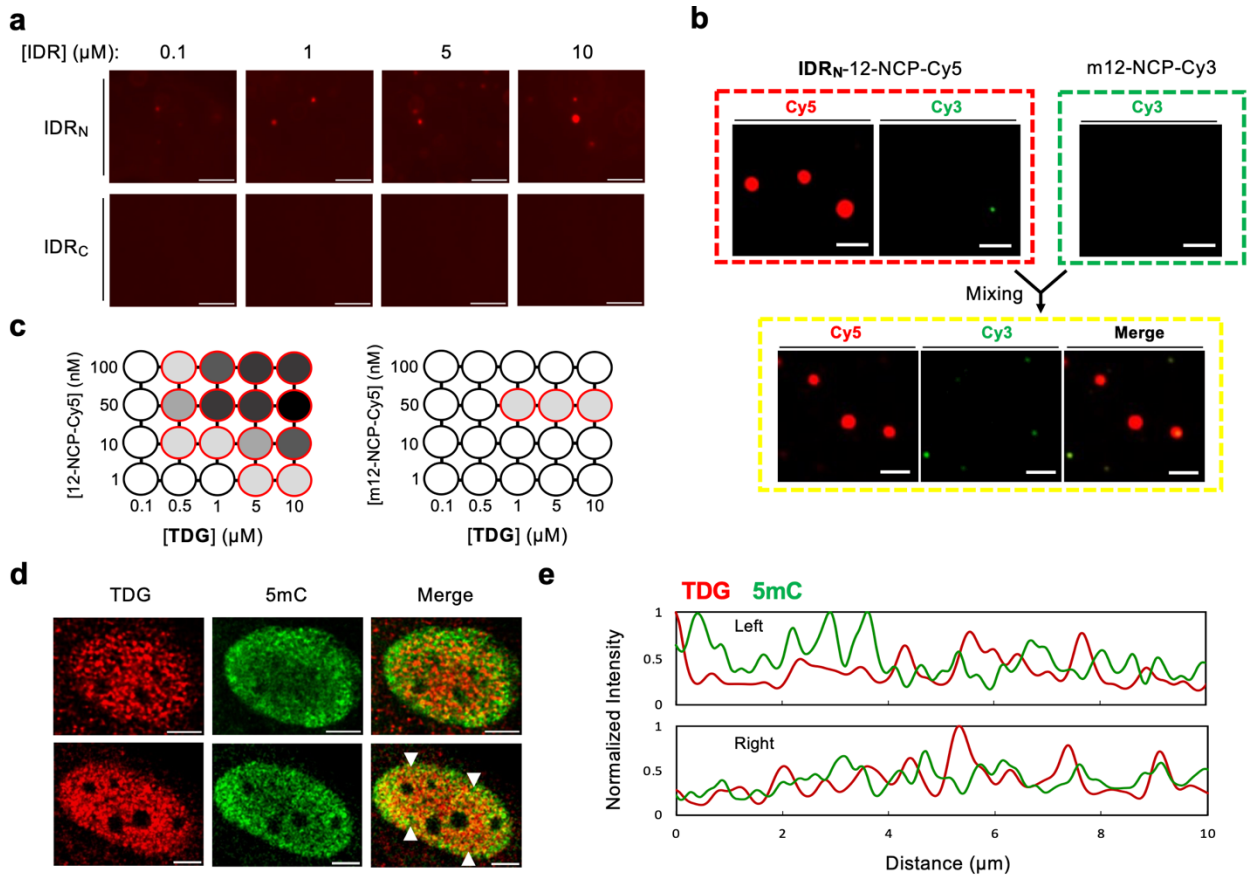 a
[IDR] (μM): 0.1 1 5 10
IDRN
IDRC
b
IDRN-12-NCP-Cy5 m12-NCP-Cy3
Cy5 Cy3 Cy3
Mixing
Cy5 Cy3 Merge
c
[12-NCP-Cy5] (nM)
100
50
10
1
0.1 0.5 1 5 10
[TDG] (μM)
[m12-NCP-Cy5] (nM)
100
50
10
1
0.1 0.5 1 5 10
[TDG] (μM)
d
TDG 5mC Merge
e
TDG 5mC
Normalized Intensity
1
0.5
0
Left
1
0.5
0
Right
0 2 4 6 8 10
Distance (μm)